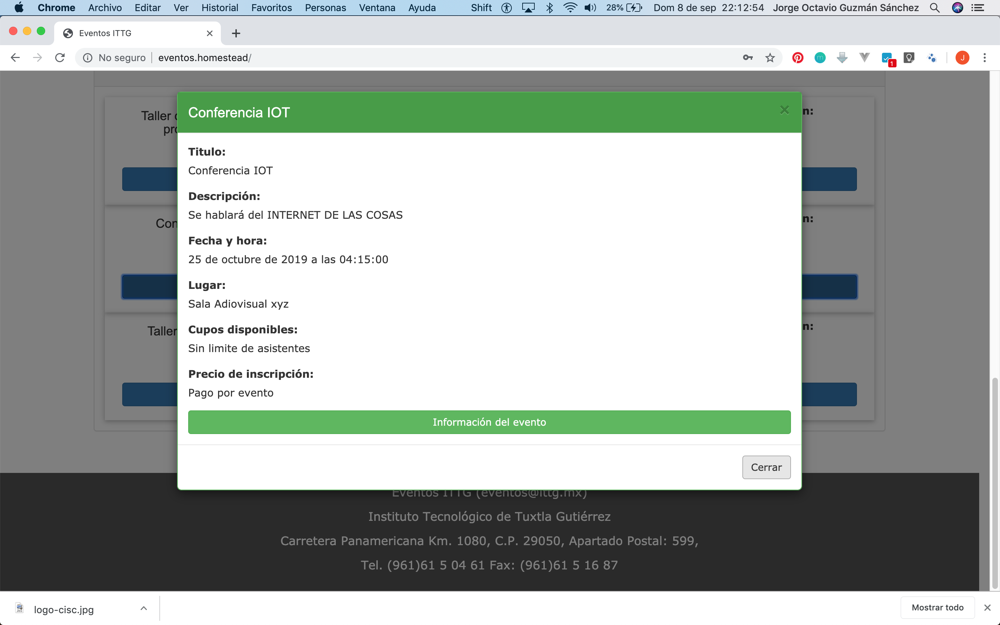 Chrome Archivo Editar Ver Historial Favoritos Personas Ventana Ayuda Shift 28% Dom 8 de sep 22:12:54 Jorge Octavio Guzmán Sánchez
Eventos ITTG
No seguro eventos.homestead/
1
J
Conferencia IOT
Taller
n:
Titulo:
Conferencia IOT
Descripción:
Se hablará del INTERNET DE LAS COSAS
Con
n:
Fecha y hora:
25 de octubre de 2019 a las 04:15:00
Lugar:
Sala Adiovisual xyz
Taller
n:
Cupos disponibles:
Sin limite de asistentes
Precio de inscripción:
Pago por evento
Información del evento
Cerrar
Eventos ITTG (eventos@ittg.mx)
Instituto Tecnológico de Tuxtla Gutiérrez
Carretera Panamericana Km. 1080, C.P. 29050, Apartado Postal: 599,
Tel. (961)61 5 04 61 Fax: (961)61 5 16 87
logo-cisc.jpg
Mostrar todo